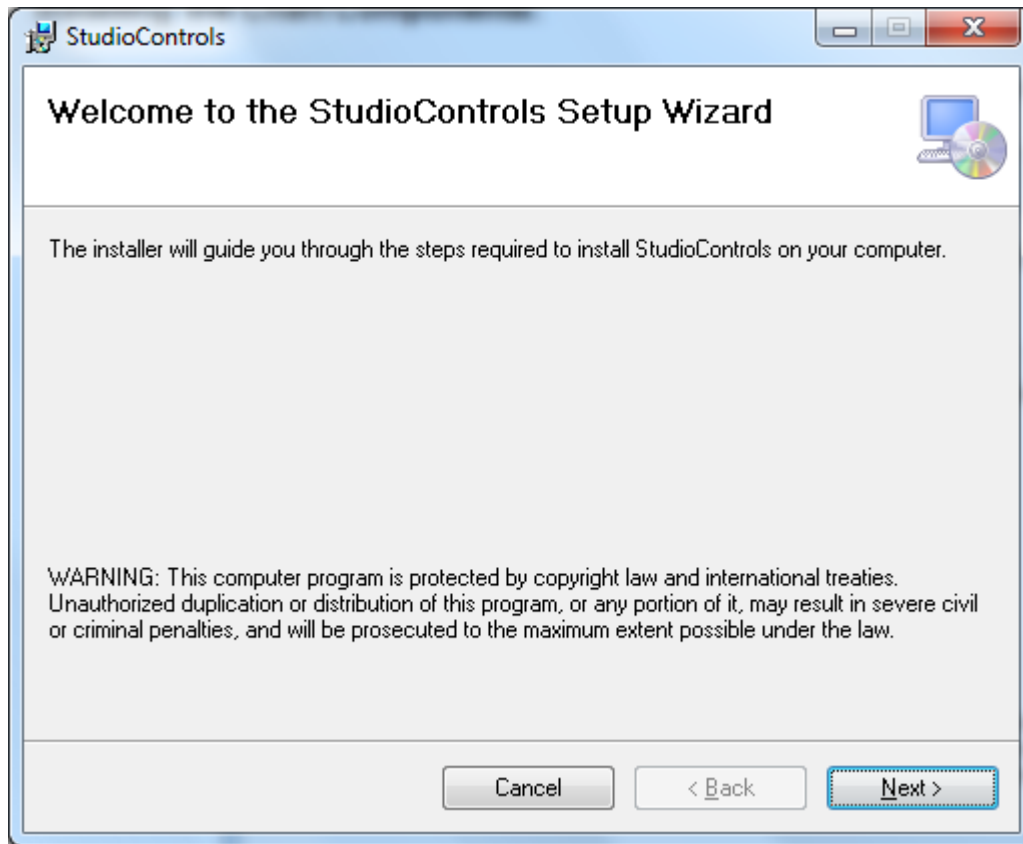 StudioControls
Welcome to the StudioControls Setup Wizard
The installer will guide you through the steps required to install StudioControls on your computer.
WARNING: This computer program is protected by copyright law and international treaties.
Unauthorized duplication or distribution of this program, or any portion of it, may result in severe civil
or criminal penalties, and will be prosecuted to the maximum extent possible under the law.
Cancel
< Back
Next >